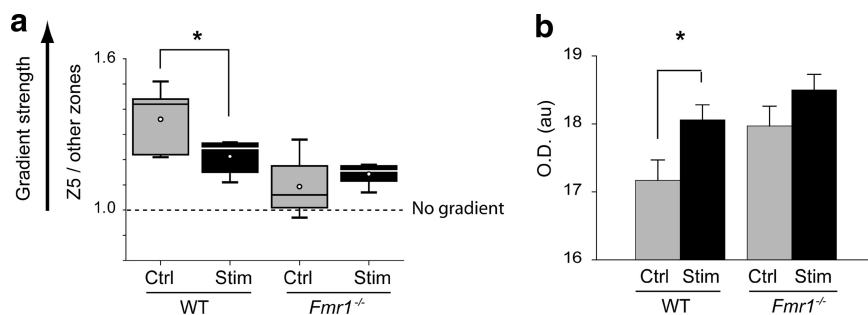 a
Gradient strength
Z5 / other zones
1.6
1.0
*
No gradient
Ctrl Stim Ctrl Stim
WT Fmr1-/-
b
O.D. (au)
19
18
17
16
*
Ctrl Stim Ctrl Stim
WT Fmr1-/-